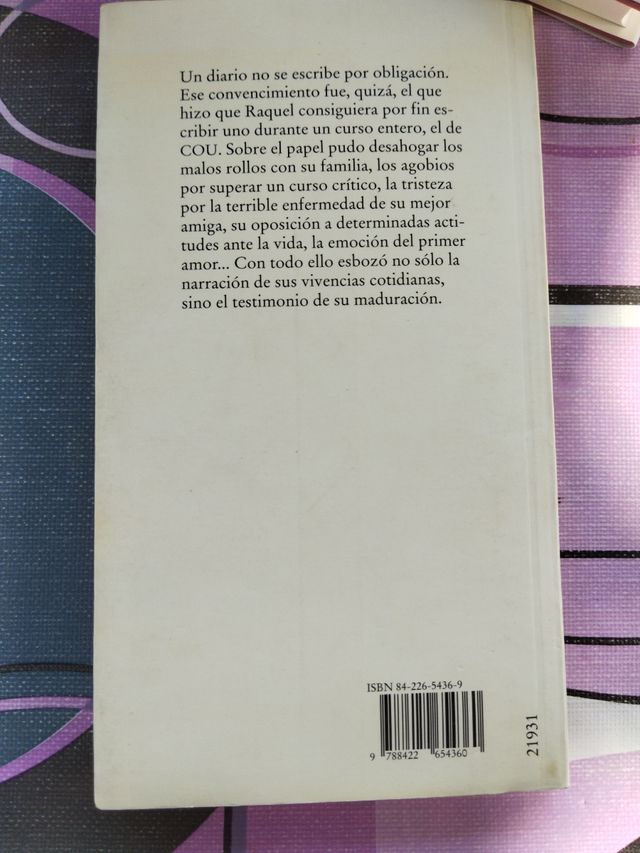 Un diario no se escribe por obligación.
Ese convencimiento fue, quizá, el que
hizo que Raquel consiguiera por fin es-
cribir uno durante un curso entero, el de
COU. Sobre el papel pudo desahogar los
malos rollos con su familia, los agobios
por superar un curso crítico, la tristeza
por la terrible enfermedad de su mejor
amiga, su oposición a determinadas acti-
tudes ante la vida, la emoción del primer
amor... Con todo ello esbozó no sólo la
narración de sus vivencias cotidianas,
sino el testimonio de su maduración.
ISBN 84-226-5436-9
9 788422 654360
21931